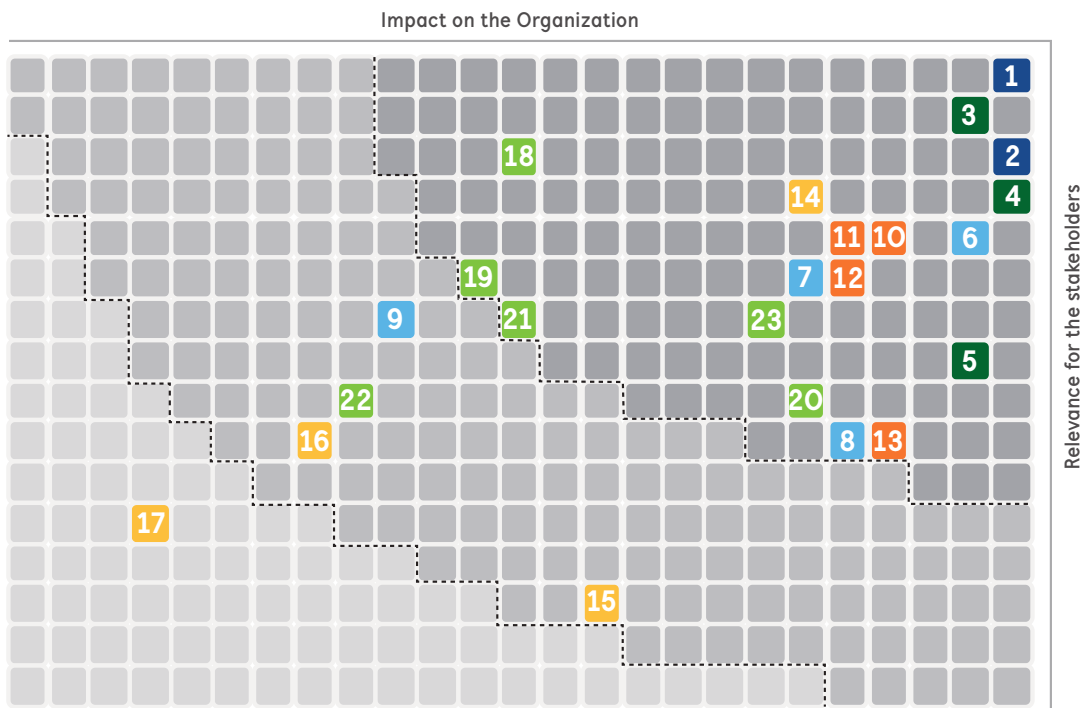 Impact on the Organization
1
3
18
2
14
4
11 10 6
19 7 12
9 21 23
5
22 20
16 8 13
17
15
Relevance for the stakeholders